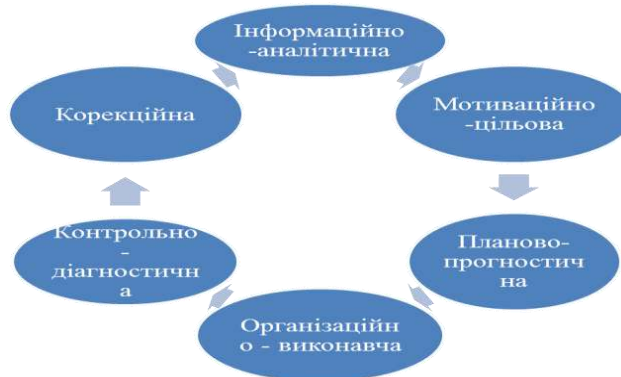 Інформаційно
-аналітична
Мотиваційно
-цільова
Планово-
прогностич
на
Організаційн
о - виконавча
Контрольно
-
діагностичн
а
Корекційна